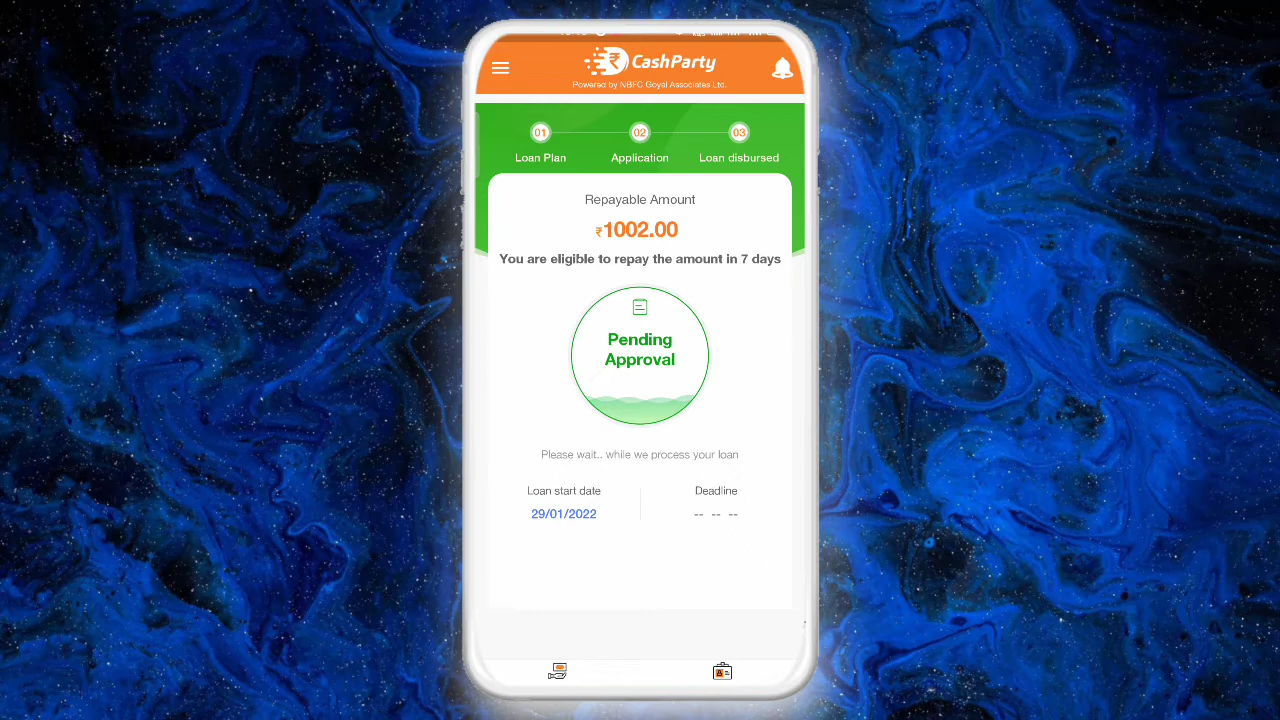 CashParty
Powered by NBFC Goyal Associates Ltd.
01 02 03
Loan Plan Application Loan disbursed
Repayable Amount
₹1002.00
You are eligible to repay the amount in 7 days
Pending
Approval
Please wait.. while we process your loan
Loan start date Deadline
29/01/2022 -- -- --